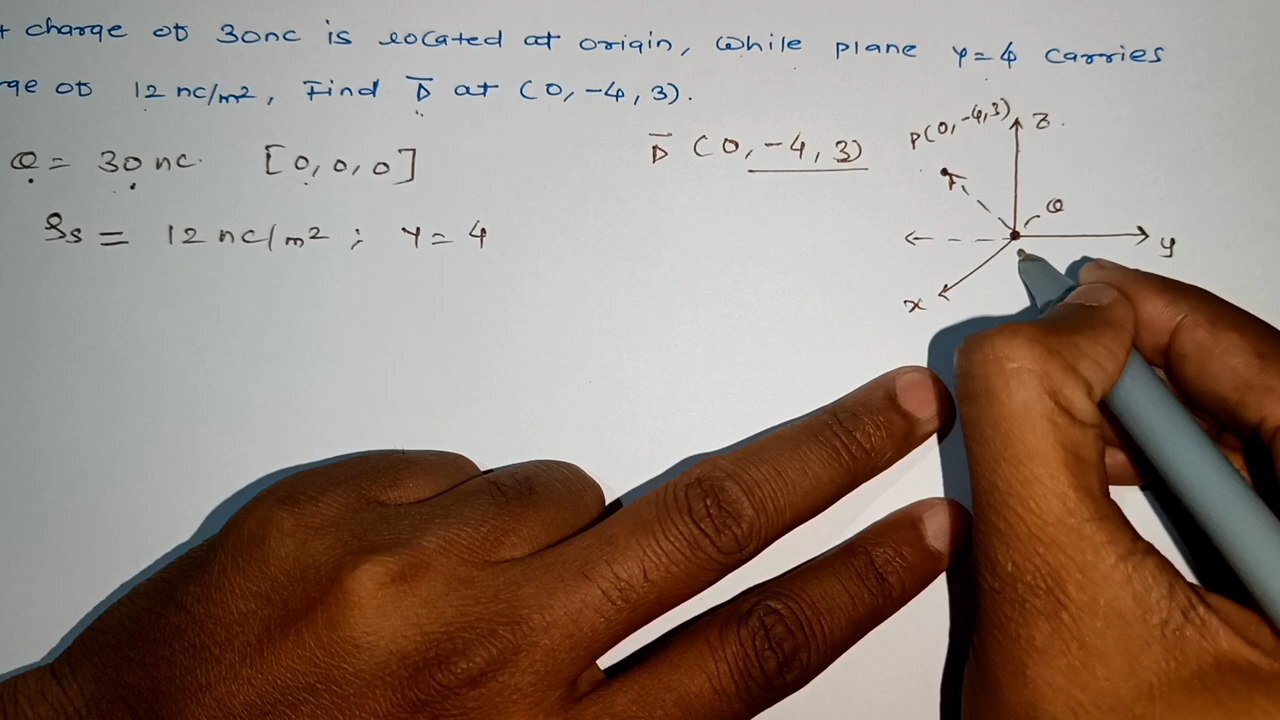 charge of 30nc is located at origin, while plane y=4 carries
of 12 nc/m², Find D̅ at (0, -4, 3).
Q = 30 nc. [0, 0, 0]
D̅ (0, -4, 3)
P(0, -4, 3)
z
Q
ρs = 12 nc/m² ; y = 4
y
x